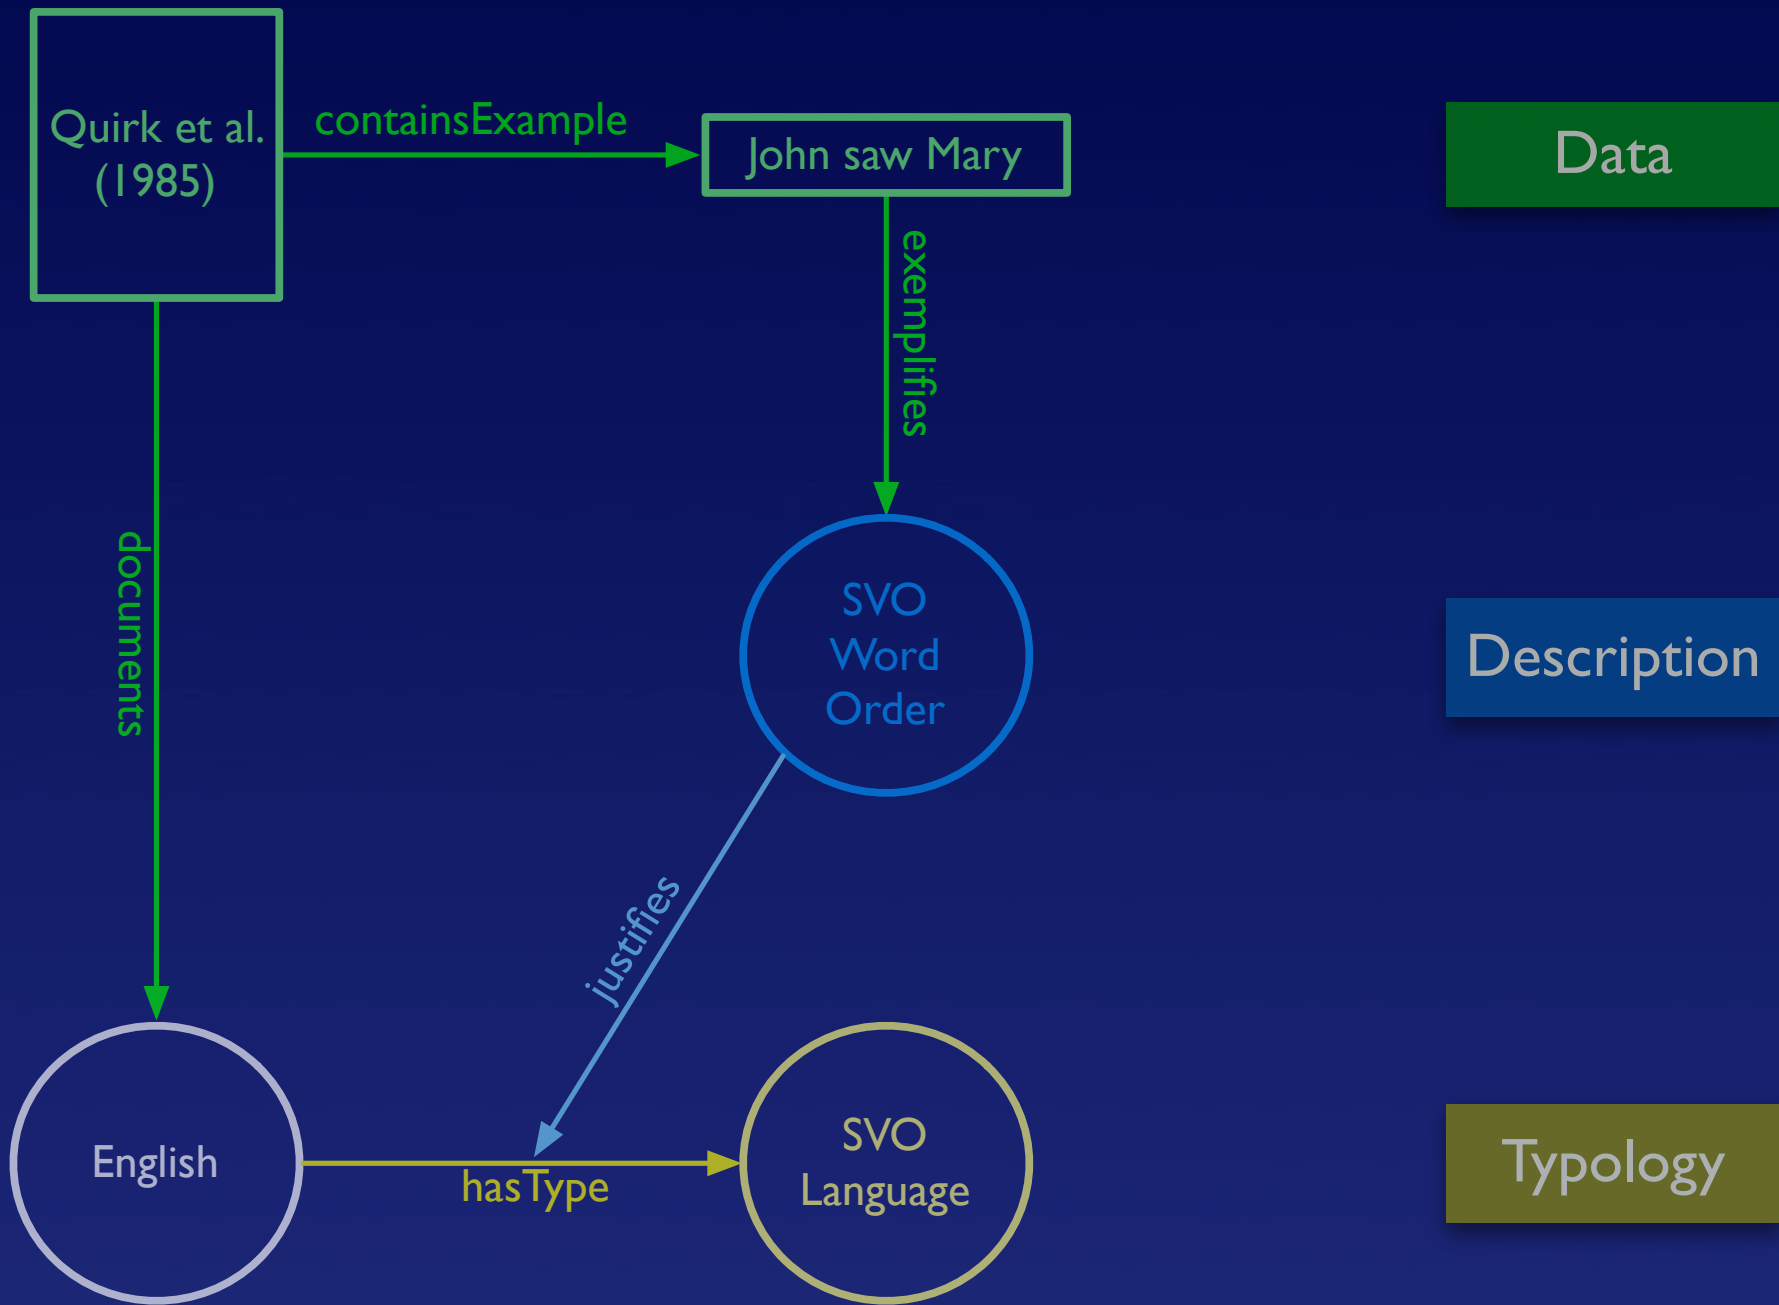 Quirk et al.
(1985)
containsExample
John saw Mary
Data
exemplifies
documents
SVO
Word
Order
Description
justifies
English
hasType
SVO
Language
Typology